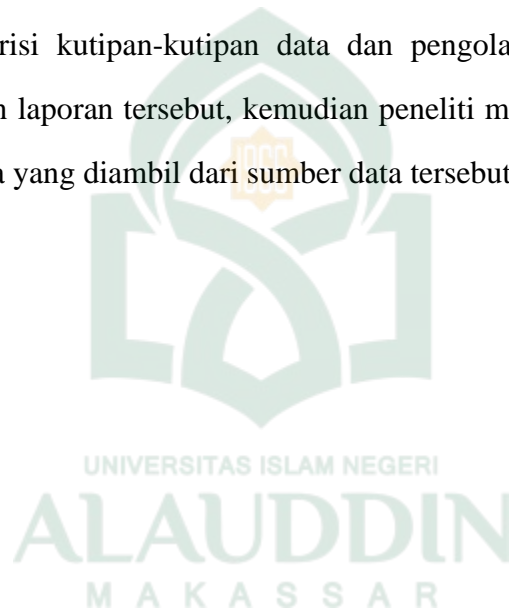 risi kutipan-kutipan data dan pengola
laporan tersebut, kemudian peneliti m
yang diambil dari sumber data tersebut
UNIVERSITAS ISLAM NEGERI
ALAUDDIN
MAKASSAR